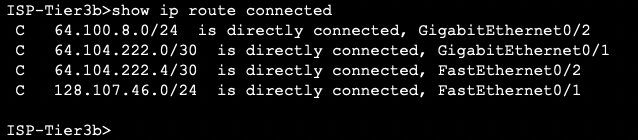 ISP-Tier3b>show ip route connected
 C   64.100.8.0/24  is directly connected, GigabitEthernet0/2
 C   64.104.222.0/30  is directly connected, GigabitEthernet0/1
 C   64.104.222.4/30  is directly connected, FastEthernet0/2
 C   128.107.46.0/24  is directly connected, FastEthernet0/1
ISP-Tier3b>